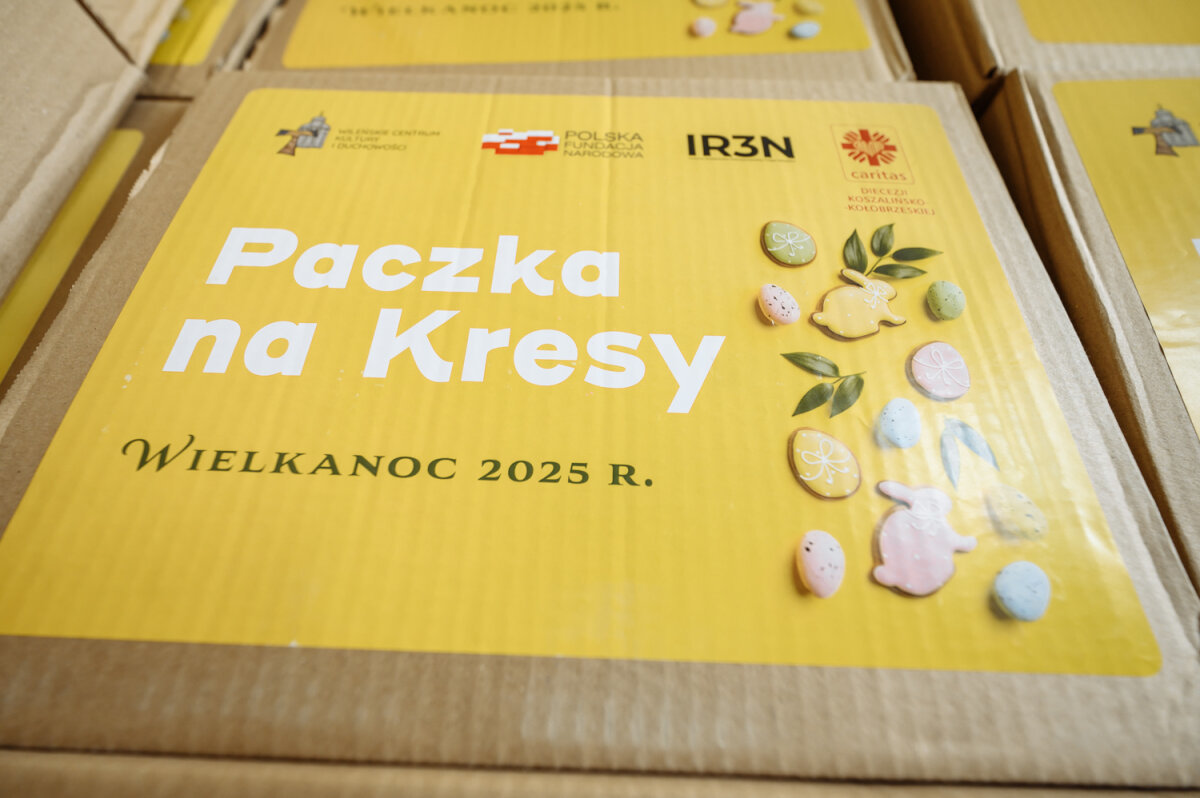 WIELKANOC 2025 R.
WILEŃSKIE CENTRUM
KULTURY
I DUCHOWOŚCI
POLSKA
FUNDACJA
NARODOWA
IR3N
caritas
DIECEZJI
KOSZALIŃSKO-
-KOŁOBRZESKIEJ
Paczka
na Kresy
WIELKANOC 2025 R.